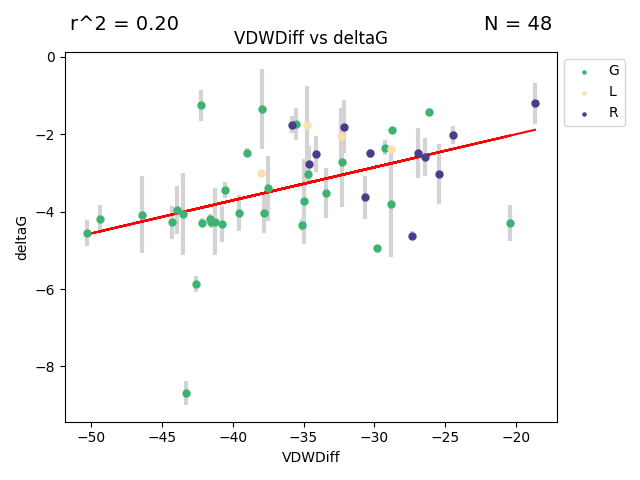 r^2 = 0.20
N = 48
VDWDiff vs deltaG
G
L
R
0
−2
−4
−6
−8
deltaG
−50
−45
−40
−35
−30
−25
−20
VDWDiff